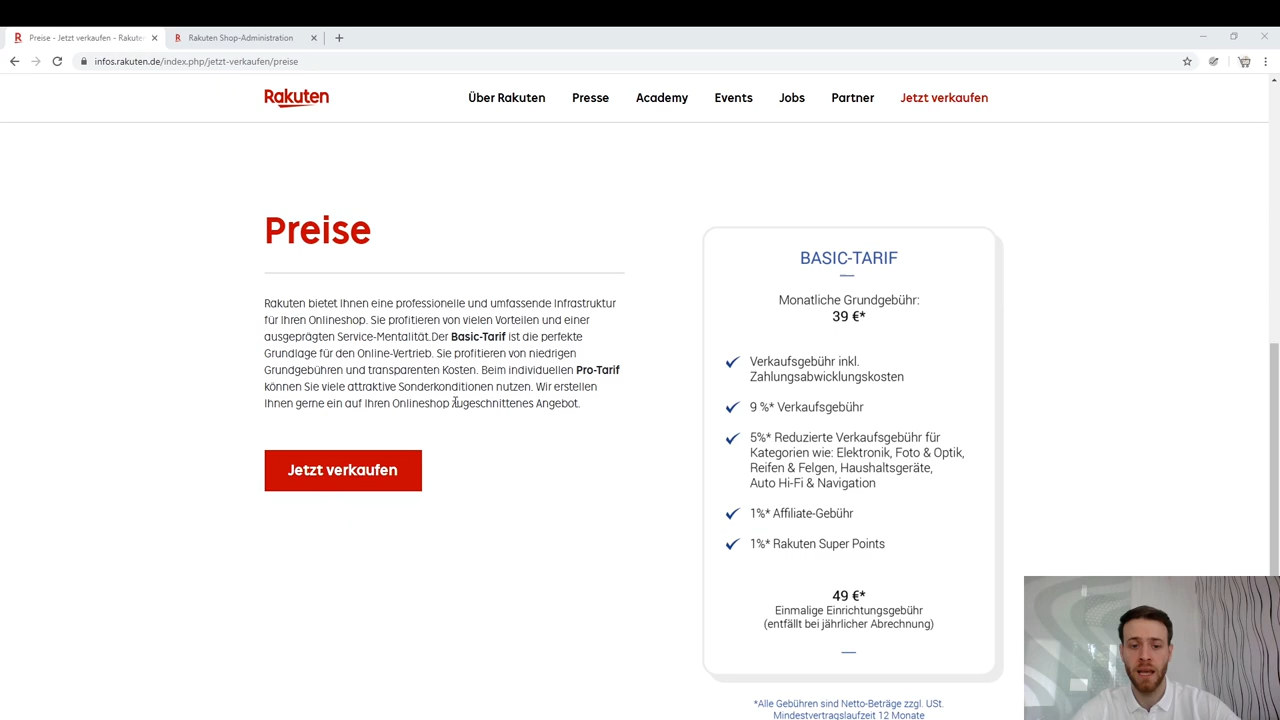 Preise - Jetzt verkaufen - Rakute
Rakuten Shop-Administration
infos.rakuten.de/index.php/jetzt-verkaufen/preise
Rakuten
Über Rakuten
Presse
Academy
Events
Jobs
Partner
Jetzt verkaufen
Preise
Rakuten bietet Ihnen eine professionelle und umfassende Infrastruktur
für Ihren Onlineshop. Sie profitieren von vielen Vorteilen und einer
ausgeprägten Service-Mentalität.Der Basic-Tarif ist die perfekte
Grundlage für den Online-Vertrieb. Sie profitieren von niedrigen
Grundgebühren und transparenten Kosten. Beim individuellen Pro-Tarif
können Sie viele attraktive Sonderkonditionen nutzen. Wir erstellen
Ihnen gerne ein auf Ihren Onlineshop zugeschnittenes Angebot.
Jetzt verkaufen
BASIC-TARIF
Monatliche Grundgebühr:
39 €*
Verkaufsgebühr inkl.
Zahlungsabwicklungskosten
9 %* Verkaufsgebühr
5%* Reduzierte Verkaufsgebühr für
Kategorien wie: Elektronik, Foto & Optik,
Reifen & Felgen, Haushaltsgeräte,
Auto Hi-Fi & Navigation
1%* Affiliate-Gebühr
1%* Rakuten Super Points
49 €*
Einmalige Einrichtungsgebühr
(entfällt bei jährlicher Abrechnung)
*Alle Gebühren sind Netto-Beträge zzgl. USt.
Mindestvertragslaufzeit 12 Monate